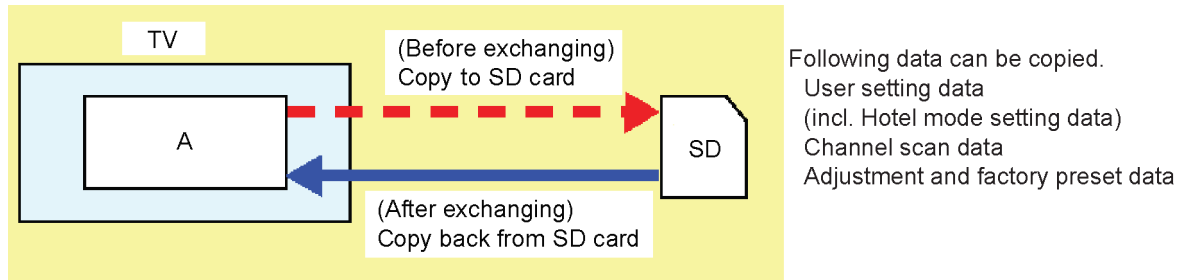 TV
(Before exchanging)
Copy to SD card
A
SD
(After exchanging)
Copy back from SD card
Following data can be copied.
User setting data
(incl. Hotel mode setting data)
Channel scan data
Adjustment and factory preset data